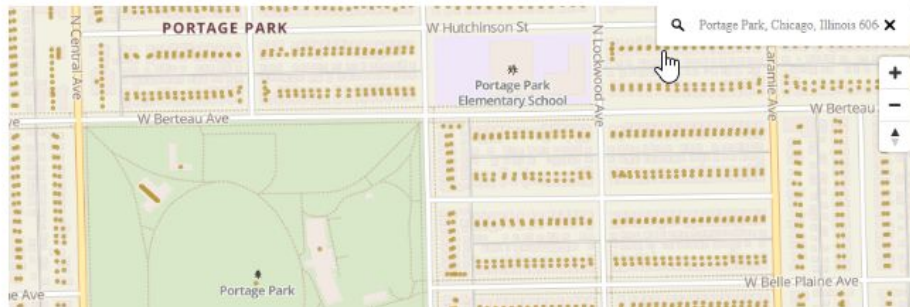 PORTAGE PARK
W Hutchinson St
Portage Park, Chicago, Illinois 606
N Central Ave
N Lockwood Ave
aramie Ave
Portage Park
Elementary School
W Berteau Ave
W Berteau
ve
Portage Park
W Belle Plaine Ave
e Ave